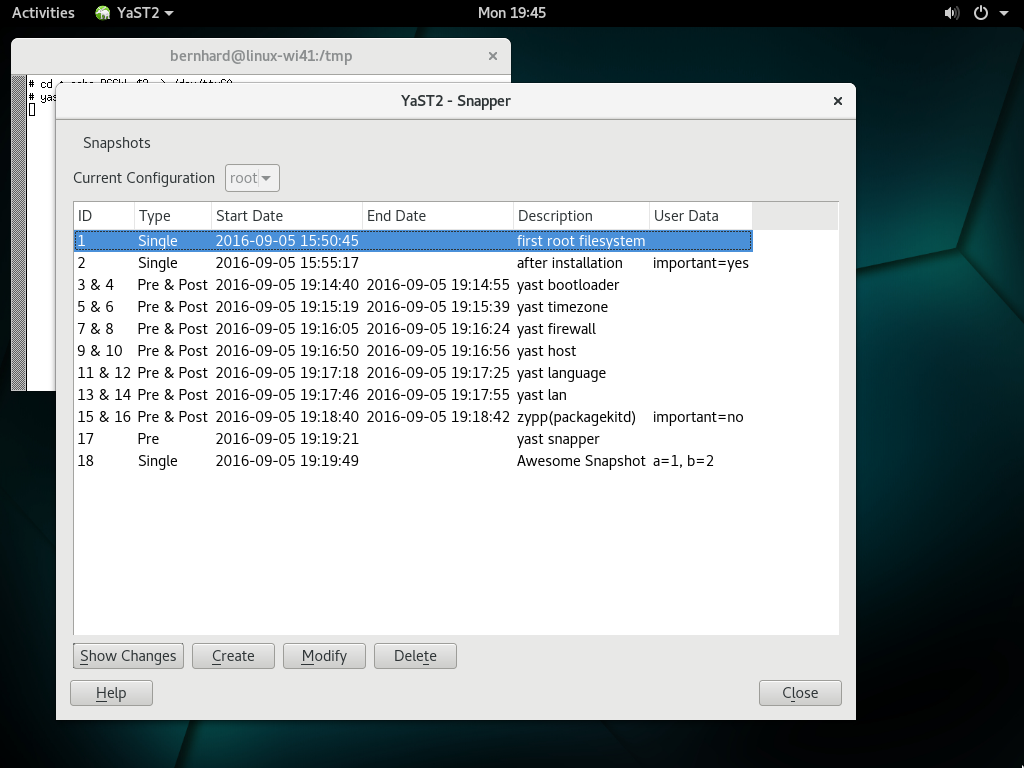 Activities YaST2 Mon 19:45
bernhard@linux-wi41:/tmp
# cd
# yas
YaST2 - Snapper
Snapshots
Current Configuration root
ID Type Start Date End Date Description User Data
1 Single 2016-09-05 15:50:45 first root filesystem
2 Single 2016-09-05 15:55:17 after installation important=yes
3 & 4 Pre & Post 2016-09-05 19:14:40 2016-09-05 19:14:55 yast bootloader
5 & 6 Pre & Post 2016-09-05 19:15:19 2016-09-05 19:15:39 yast timezone
7 & 8 Pre & Post 2016-09-05 19:16:05 2016-09-05 19:16:24 yast firewall
9 & 10 Pre & Post 2016-09-05 19:16:50 2016-09-05 19:16:56 yast host
11 & 12 Pre & Post 2016-09-05 19:17:18 2016-09-05 19:17:25 yast language
13 & 14 Pre & Post 2016-09-05 19:17:46 2016-09-05 19:17:55 yast lan
15 & 16 Pre & Post 2016-09-05 19:18:40 2016-09-05 19:18:42 zypp(packagekitd) important=no
17 Pre 2016-09-05 19:19:21 yast snapper
18 Single 2016-09-05 19:19:49 Awesome Snapshot a=1, b=2
Show Changes Create Modify Delete
Help Close